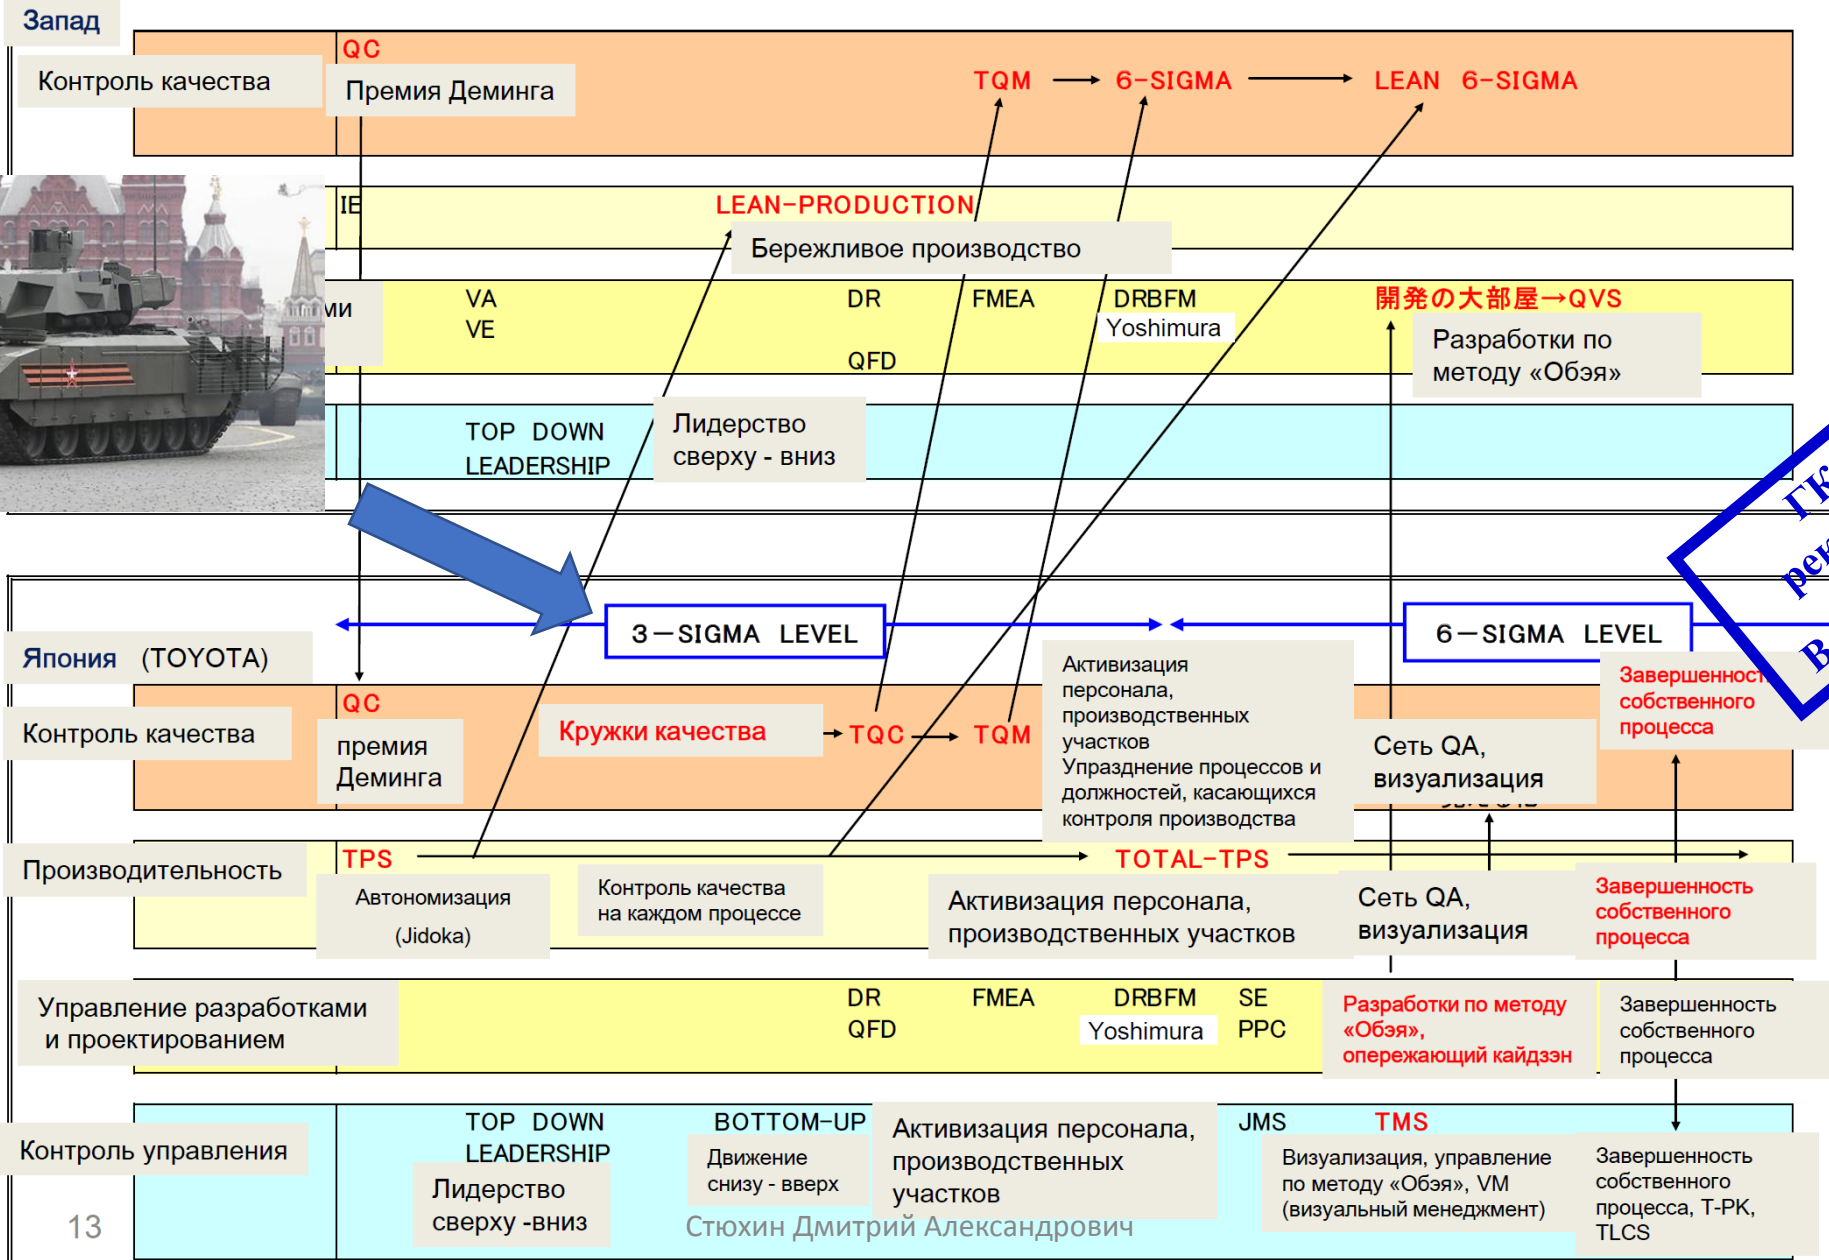 Запад
QC
Контроль качества
Премия Деминга
TQM
6-SIGMA
LEAN 6-SIGMA
IE
LEAN-PRODUCTION
Бережливое производство
ми
VA
VE
DR
QFD
FMEA
DRBFM
Yoshimura
開発の大部屋→QVS
Разработки по
методу «Обэя»
TOP DOWN
LEADERSHIP
Лидерство
сверху - вниз
3-SIGMA LEVEL
6-SIGMA LEVEL
Япония (TOYOTA)
QC
Контроль качества
премия
Деминга
Кружки качества
TQC
TQM
Активизация
персонала,
производственных
участков
Упразднение процессов и
должностей, касающихся
контроля производства
Сеть QA,
визуализация
собственного
процесса
Производительность
TPS
Автономизация
(Jidoka)
Контроль качества
на каждом процессе
TOTAL-TPS
Активизация персонала,
производственных участков
Сеть QA,
визуализация
Завершенность
собственного
процесса
Управление разработками
и проектированием
DR
QFD
FMEA
DRBFM
Yoshimura
SE
PPC
Разработки по методу
«Обэя»,
опережающий кайдзэн
Завершенность
собственного
процесса
Контроль управления
TOP DOWN
LEADERSHIP
Лидерство
сверху -вниз
BOTTOM-UP
Движение
снизу - вверх
Активизация персонала,
производственных
участков
JMS
TMS
Визуализация, управление
по методу «Обэя», VM
(визуальный менеджмент)
Завершенность
собственного
процесса, Т-РК,
TLCS
13
Стюхин Дмитрий Александрович